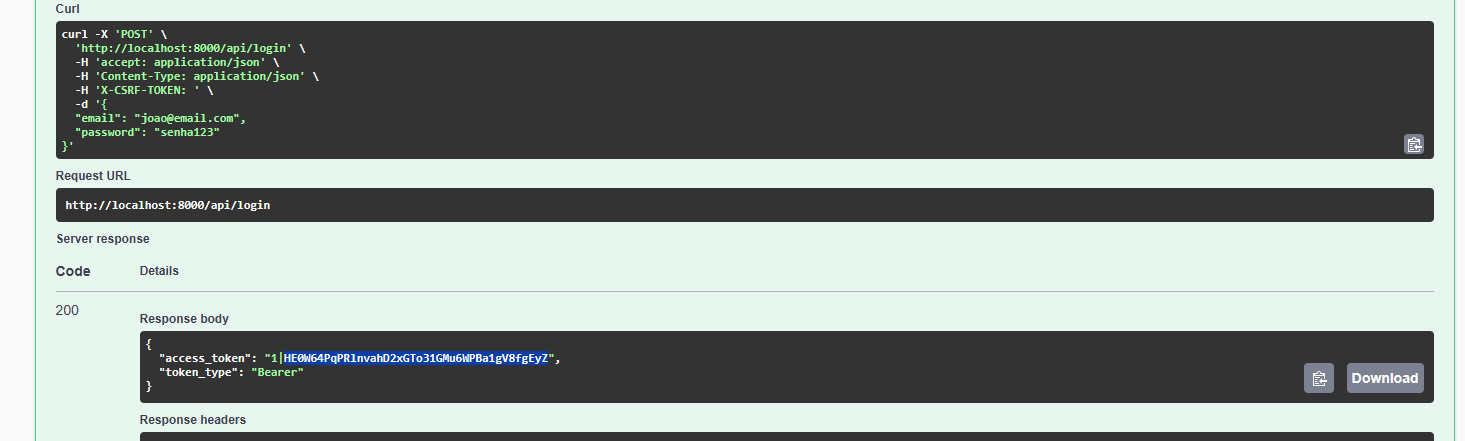 Curl
curl -X 'POST' \
'http://localhost:8000/api/login' \
-H 'accept: application/json' \
-H 'Content-Type: application/json' \
-H 'X-CSRF-TOKEN: ' \
-d '{
"email": "joao@email.com",
"password": "senha123"
}'
Request URL
http://localhost:8000/api/login
Server response
Code Details
200
Response body
{
"access_token": "1|HE0W64PqPRlnvahD2xGTo31GMu6WPBa1gV8fgEyZ",
"token_type": "Bearer"
}
Download
Response headers